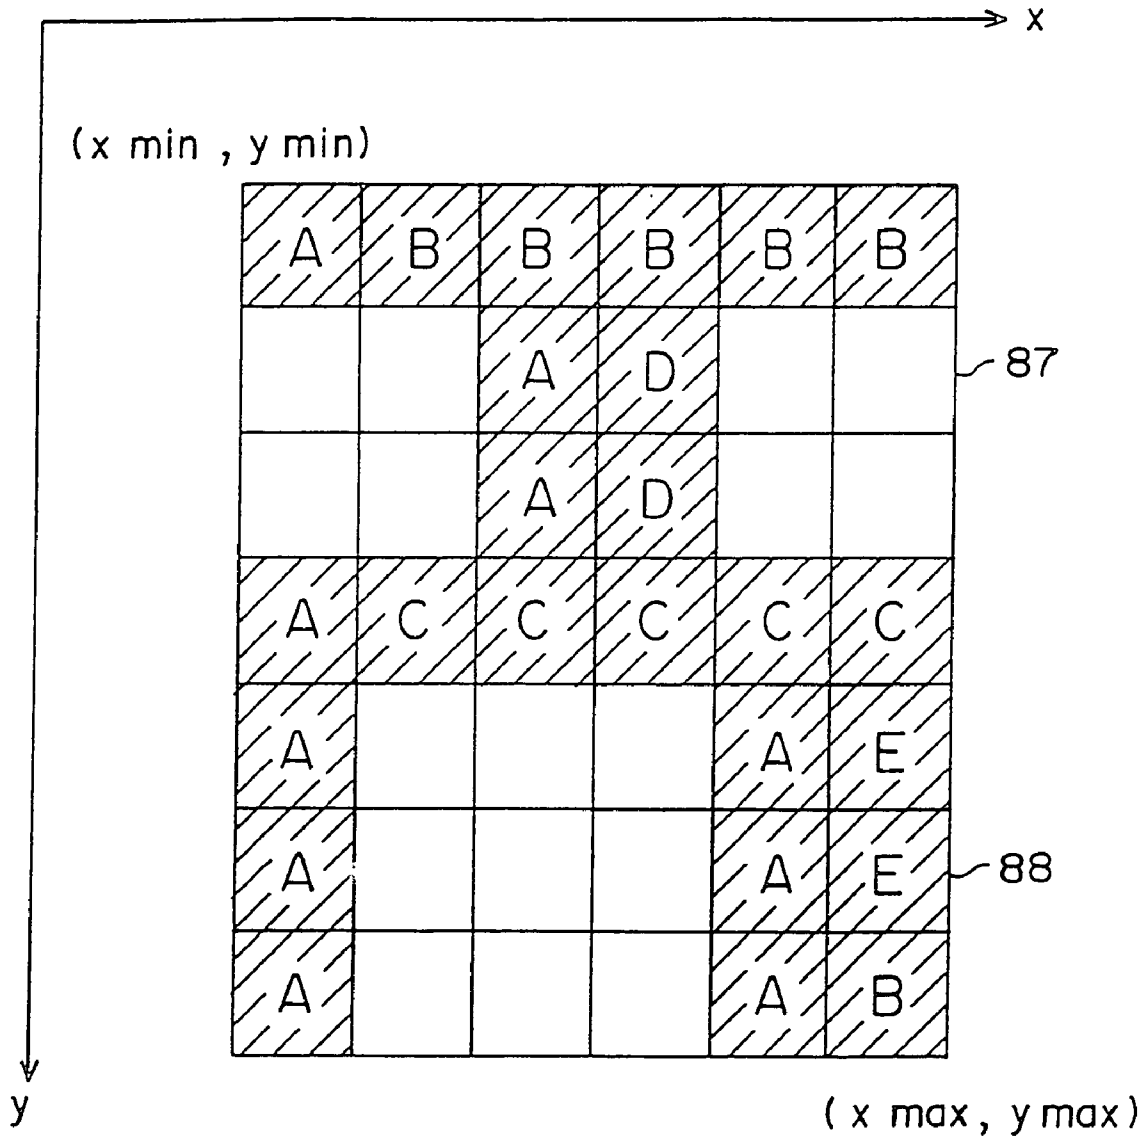 x
(x min , y min)
A B B B B B
A D
87
A D
A C C C C C
A A E
A A E
88
A A B
y
(x max, y max)